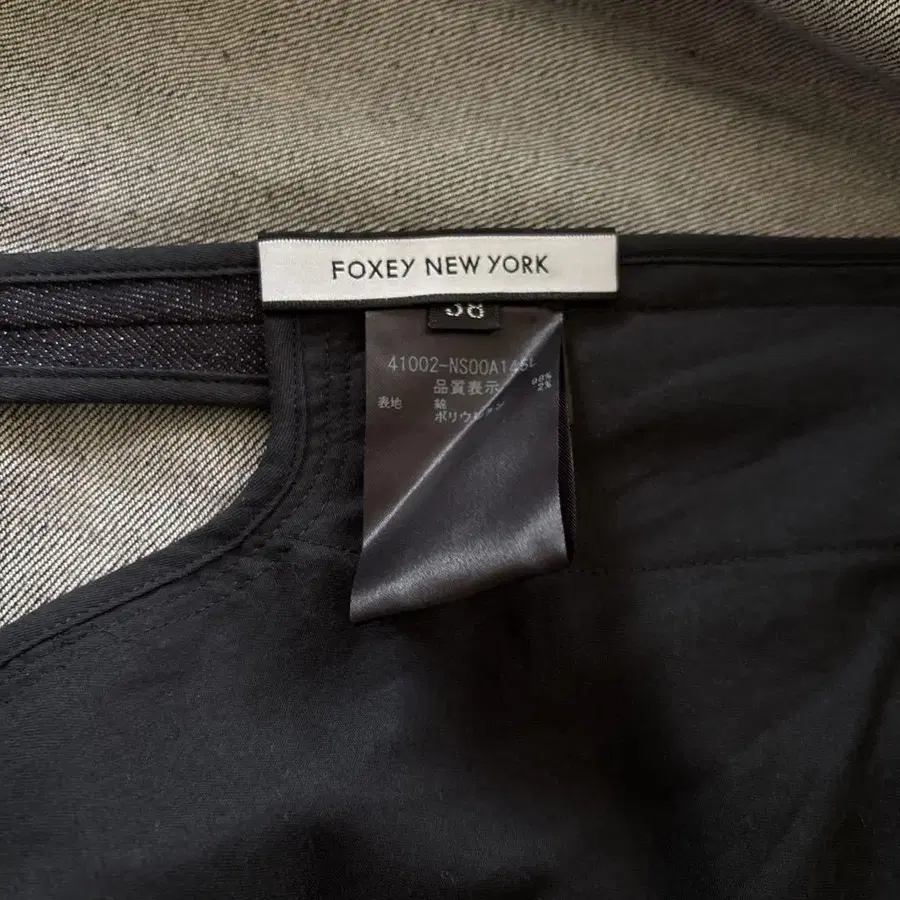 FOXEY NEW YORK
38
41002-NS00A14SL
品質表示
表地 綿 98%
ポリウレタン 2%